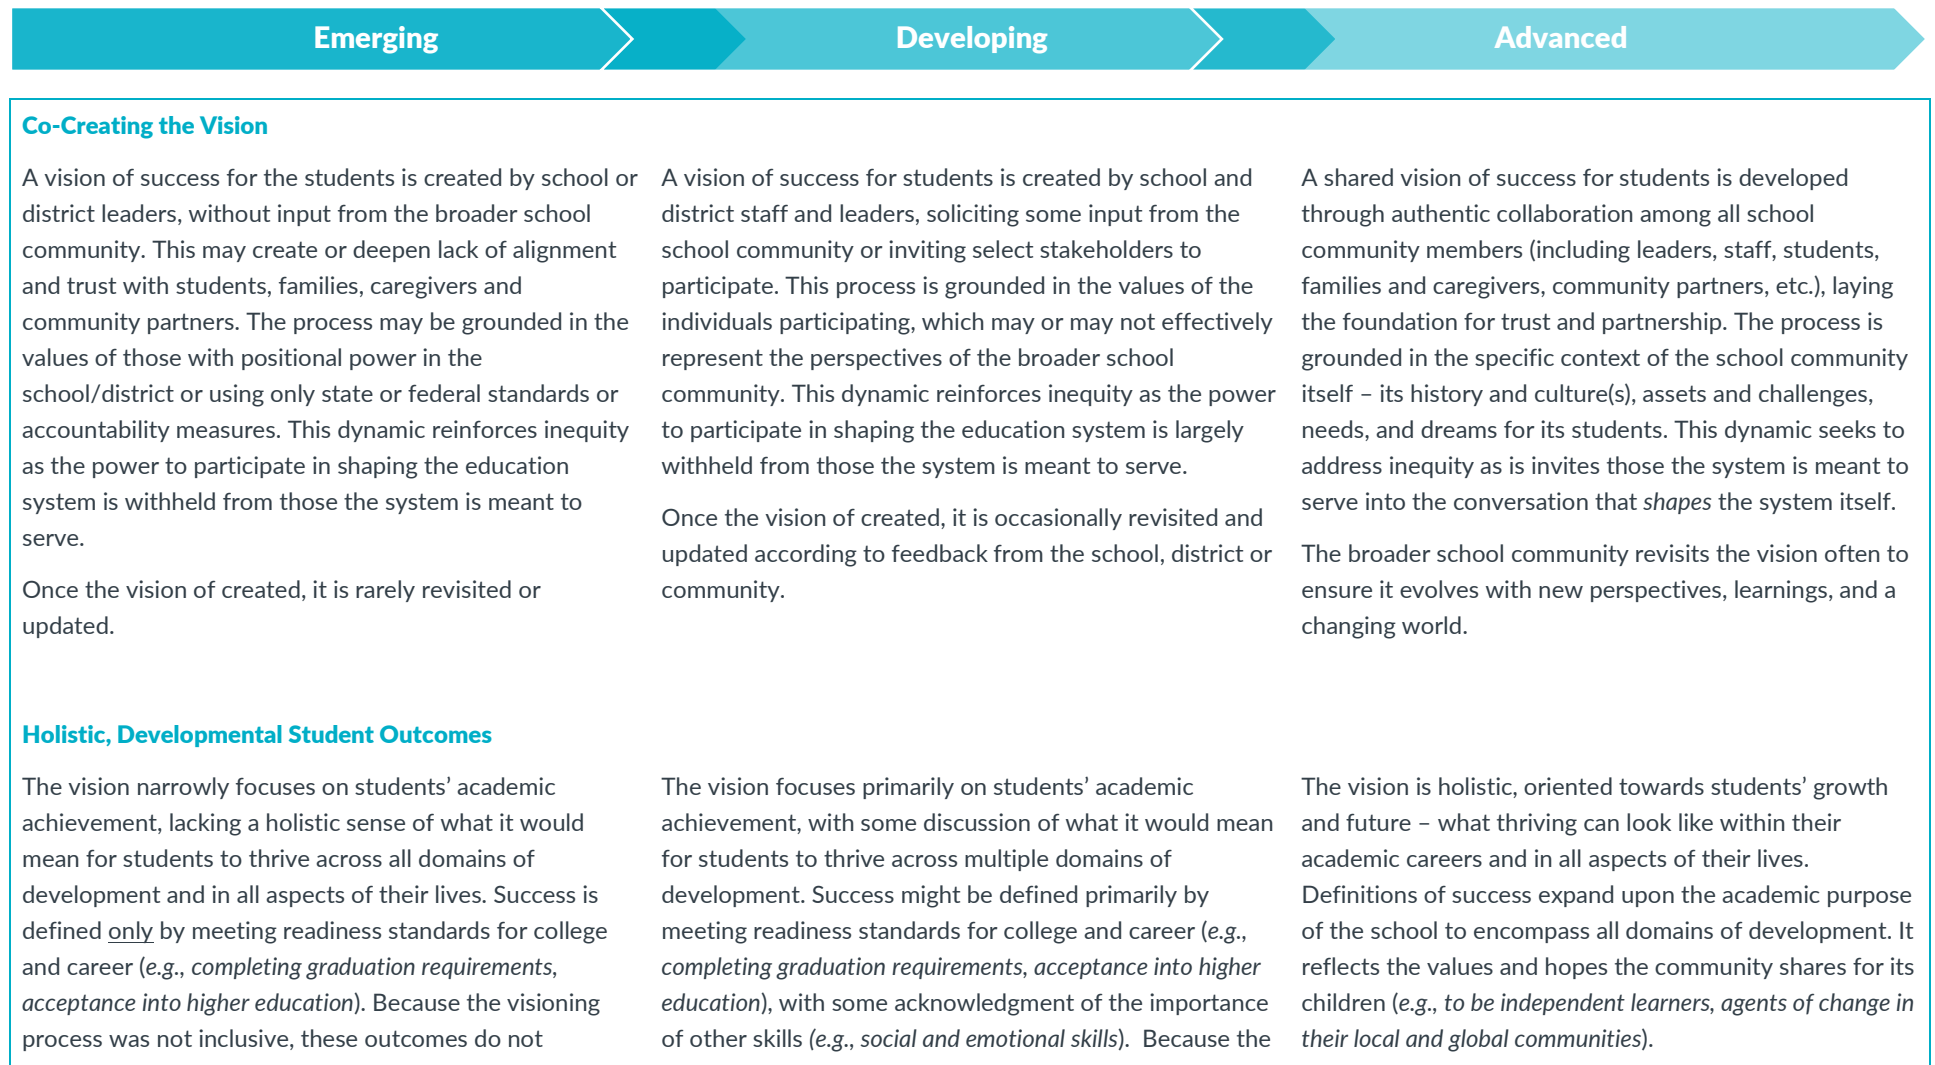 Emerging
Developing
Advanced
Co-Creating the Vision
A vision of success for the students is created by school or
district leaders, without input from the broader school
community. This may create or deepen lack of alignment
and trust with students, families, caregivers and
community partners. The process may be grounded in the
values of those with positional power in the
school/district or using only state or federal standards or
accountability measures. This dynamic reinforces inequity
as the power to participate in shaping the education
system is withheld from those the system is meant to
serve.
Once the vision of created, it is rarely revisited or
updated.
A vision of success for students is created by school and
district staff and leaders, soliciting some input from the
school community or inviting select stakeholders to
participate. This process is grounded in the values of the
individuals participating, which may or may not effectively
represent the perspectives of the broader school
community. This dynamic reinforces inequity as the power
to participate in shaping the education system is largely
withheld from those the system is meant to serve.
Once the vision of created, it is occasionally revisited and
updated according to feedback from the school, district or
community.
A shared vision of success for students is developed
through authentic collaboration among all school
community members (including leaders, staff, students,
families and caregivers, community partners, etc.), laying
the foundation for trust and partnership. The process is
grounded in the specific context of the school community
itself – its history and culture(s), assets and challenges,
needs, and dreams for its students. This dynamic seeks to
address inequity as is invites those the system is meant to
serve into the conversation that shapes the system itself.
The broader school community revisits the vision often to
ensure it evolves with new perspectives, learnings, and a
changing world.
Holistic, Developmental Student Outcomes
The vision narrowly focuses on students’ academic
achievement, lacking a holistic sense of what it would
mean for students to thrive across all domains of
development and in all aspects of their lives. Success is
defined only by meeting readiness standards for college
and career (e.g., completing graduation requirements,
acceptance into higher education). Because the visioning
process was not inclusive, these outcomes do not
The vision focuses primarily on students’ academic
achievement, with some discussion of what it would mean
for students to thrive across multiple domains of
development. Success might be defined primarily by
meeting readiness standards for college and career (e.g.,
completing graduation requirements, acceptance into higher
education), with some acknowledgment of the importance
of other skills (e.g., social and emotional skills).  Because the
The vision is holistic, oriented towards students’ growth
and future – what thriving can look like within their
academic careers and in all aspects of their lives.
Definitions of success expand upon the academic purpose
of the school to encompass all domains of development. It
reflects the values and hopes the community shares for its
children (e.g., to be independent learners, agents of change in
their local and global communities).